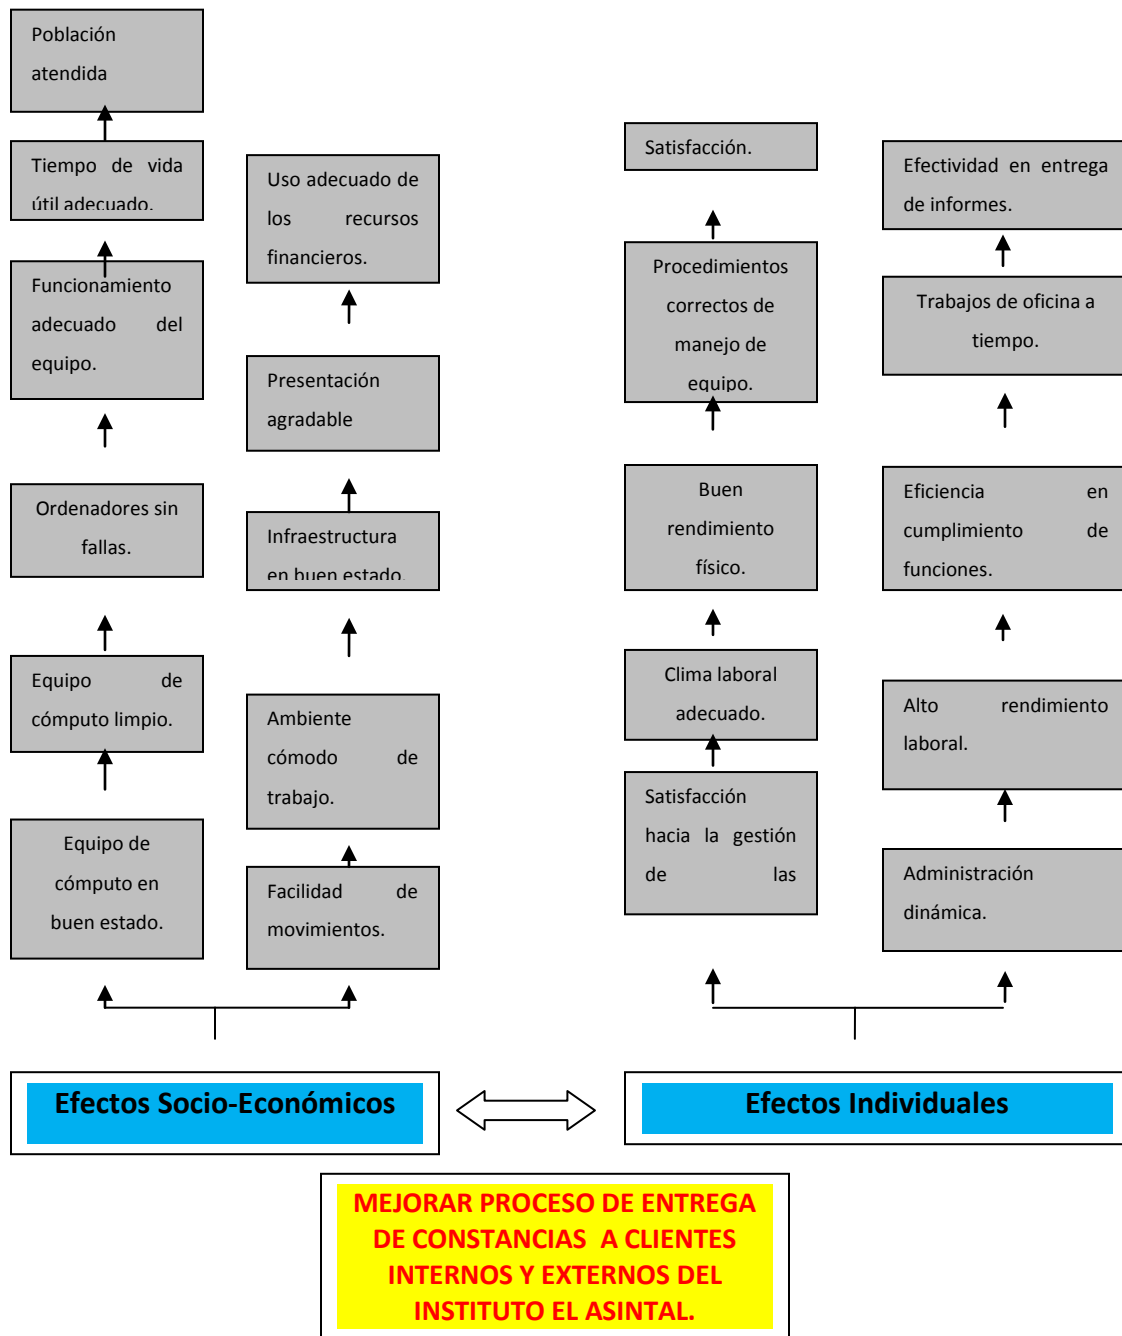 Población
atendida
Tiempo de vida
útil adecuado.
Funcionamiento
adecuado del
equipo.
Ordenadores sin
fallas.
Equipo de
cómputo limpio.
Equipo de
cómputo en
buen estado.
Uso adecuado de
los recursos
financieros.
Presentación
agradable
Infraestructura
en buen estado.
Ambiente
cómodo de
trabajo.
Facilidad de
movimientos.
Satisfacción.
Procedimientos
correctos de
manejo de
equipo.
Buen
rendimiento
físico.
Clima laboral
adecuado.
Satisfacción
hacia la gestión
de las
Efectividad en entrega
de informes.
Trabajos de oficina a
tiempo.
Eficiencia en
cumplimiento de
funciones.
Alto rendimiento
laboral.
Administración
dinámica.
Efectos Socio-Económicos
Efectos Individuales
MEJORAR PROCESO DE ENTREGA
DE CONSTANCIAS A CLIENTES
INTERNOS Y EXTERNOS DEL
INSTITUTO EL ASINTAL.